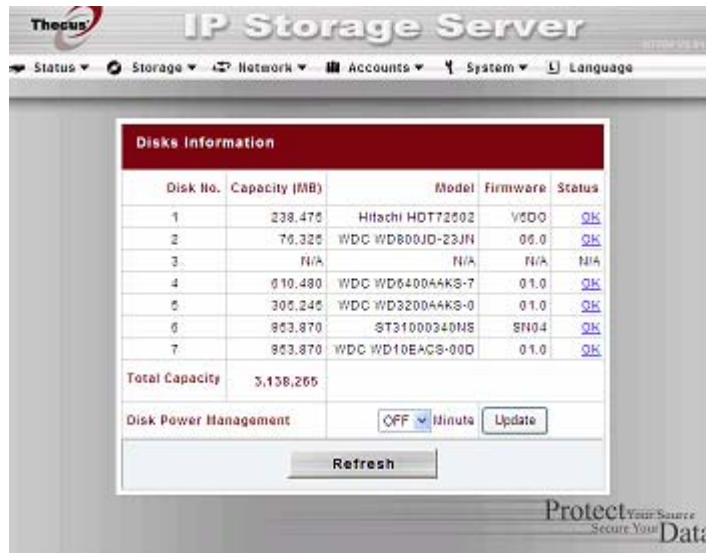 Thecus
IP Storage Server
Status Storage Network Accounts System Language
Disks Information
Disk No. Capacity (MB) Model Firmware Status
1 238,475 Hitachi HDT72502 V5DO OK
2 76,325 WDC WD800JD-23JN 06.0 OK
3 N/A N/A N/A N/A
4 610,480 WDC WD6400AAKS-7 01.0 OK
5 305,245 WDC WD3200AAKS-0 01.0 OK
6 953,870 ST31000340NS SN04 OK
7 953,870 WDC WD10EACS-00D 01.0 OK
Total Capacity 3,138,265
Disk Power Management OFF Minute Update
Refresh
Protect Your Source
Secure Your Data